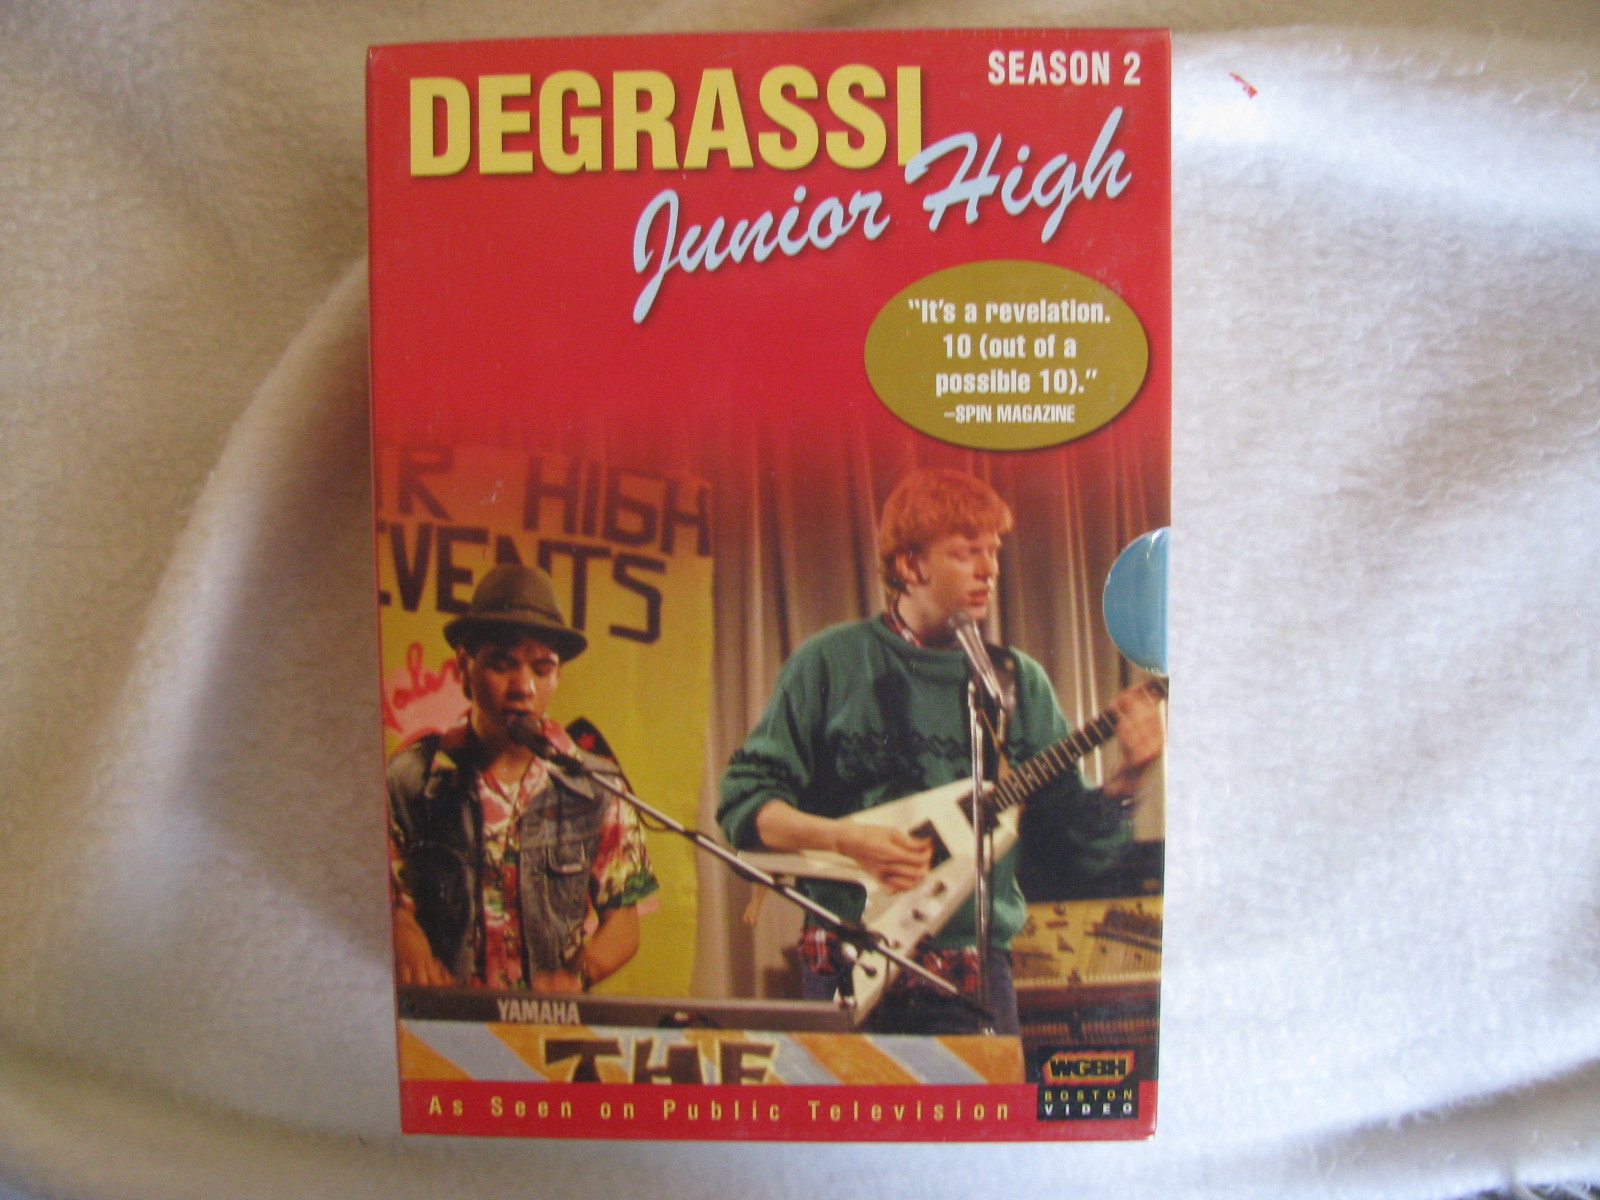 SEASON 2
DEGRASSI
Junior High
"It's a revelation.
10 (out of a
possible 10)."
–SPIN MAGAZINE
R HIGH
EVENTS
YAMAHA
THE
WGBH
BOSTON
VIDEO
As Seen on Public Television